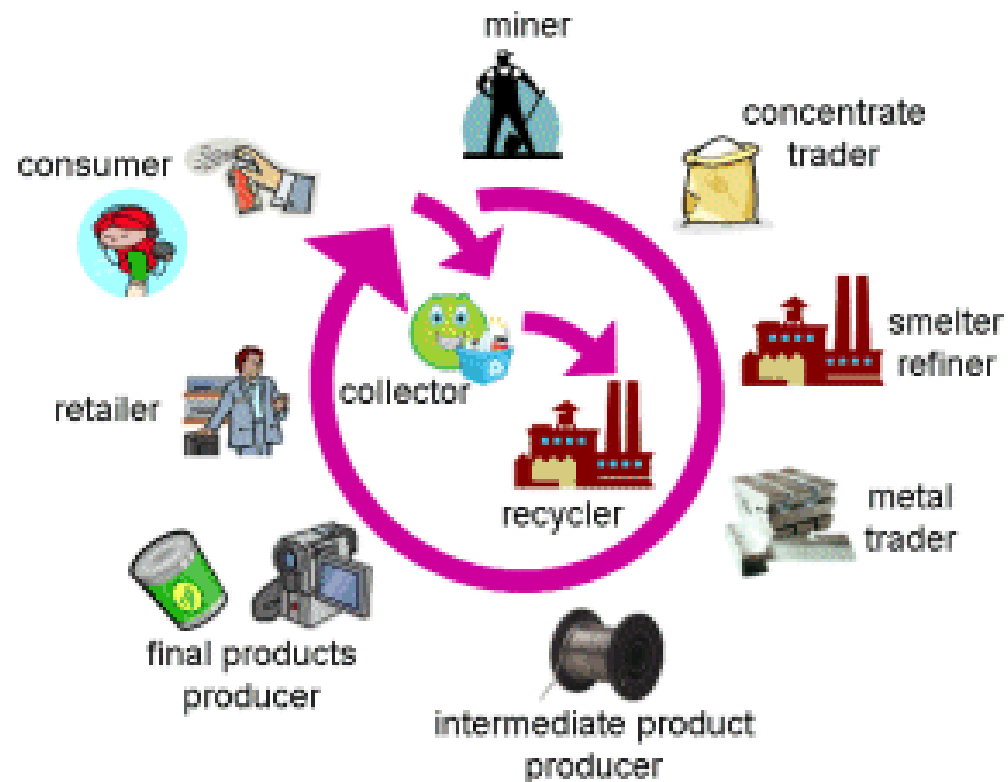 miner
concentrate
trader
smelter
refiner
metal
trader
intermediate product
producer
final products
producer
retailer
consumer
collector
recycler